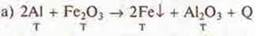 a) 2Al + Fe₂O₃ → 2Fe↓ + Al₂O₃ + Q
т т т т